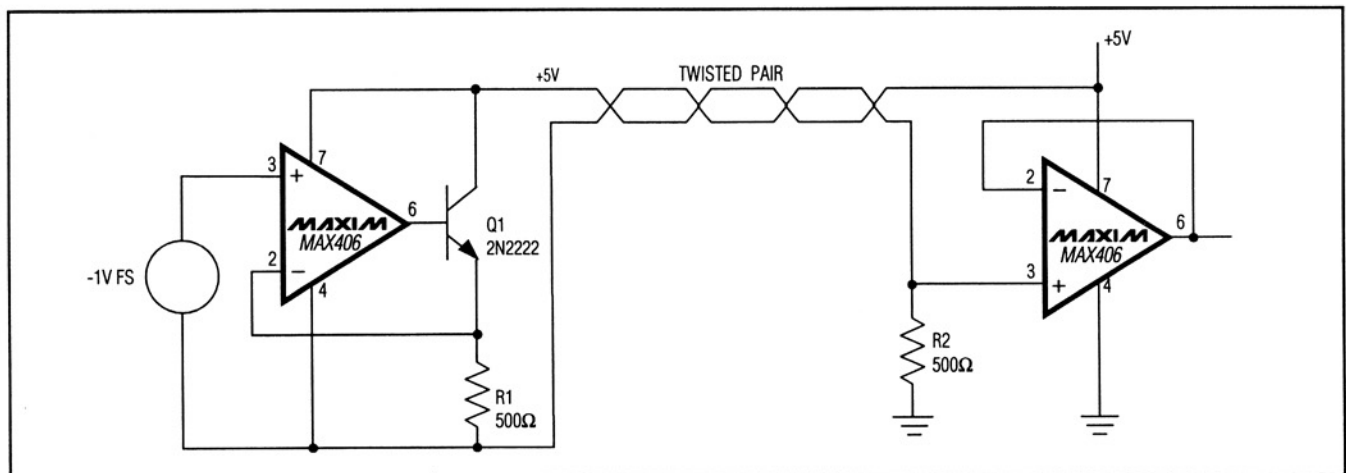 +5V
TWISTED PAIR
+5V
3
+
7
MAXIM
MAX406
6
Q1
2N2222
-1V FS
2
−
4
R1
500Ω
2
−
7
MAXIM
MAX406
6
3
+
4
R2
500Ω